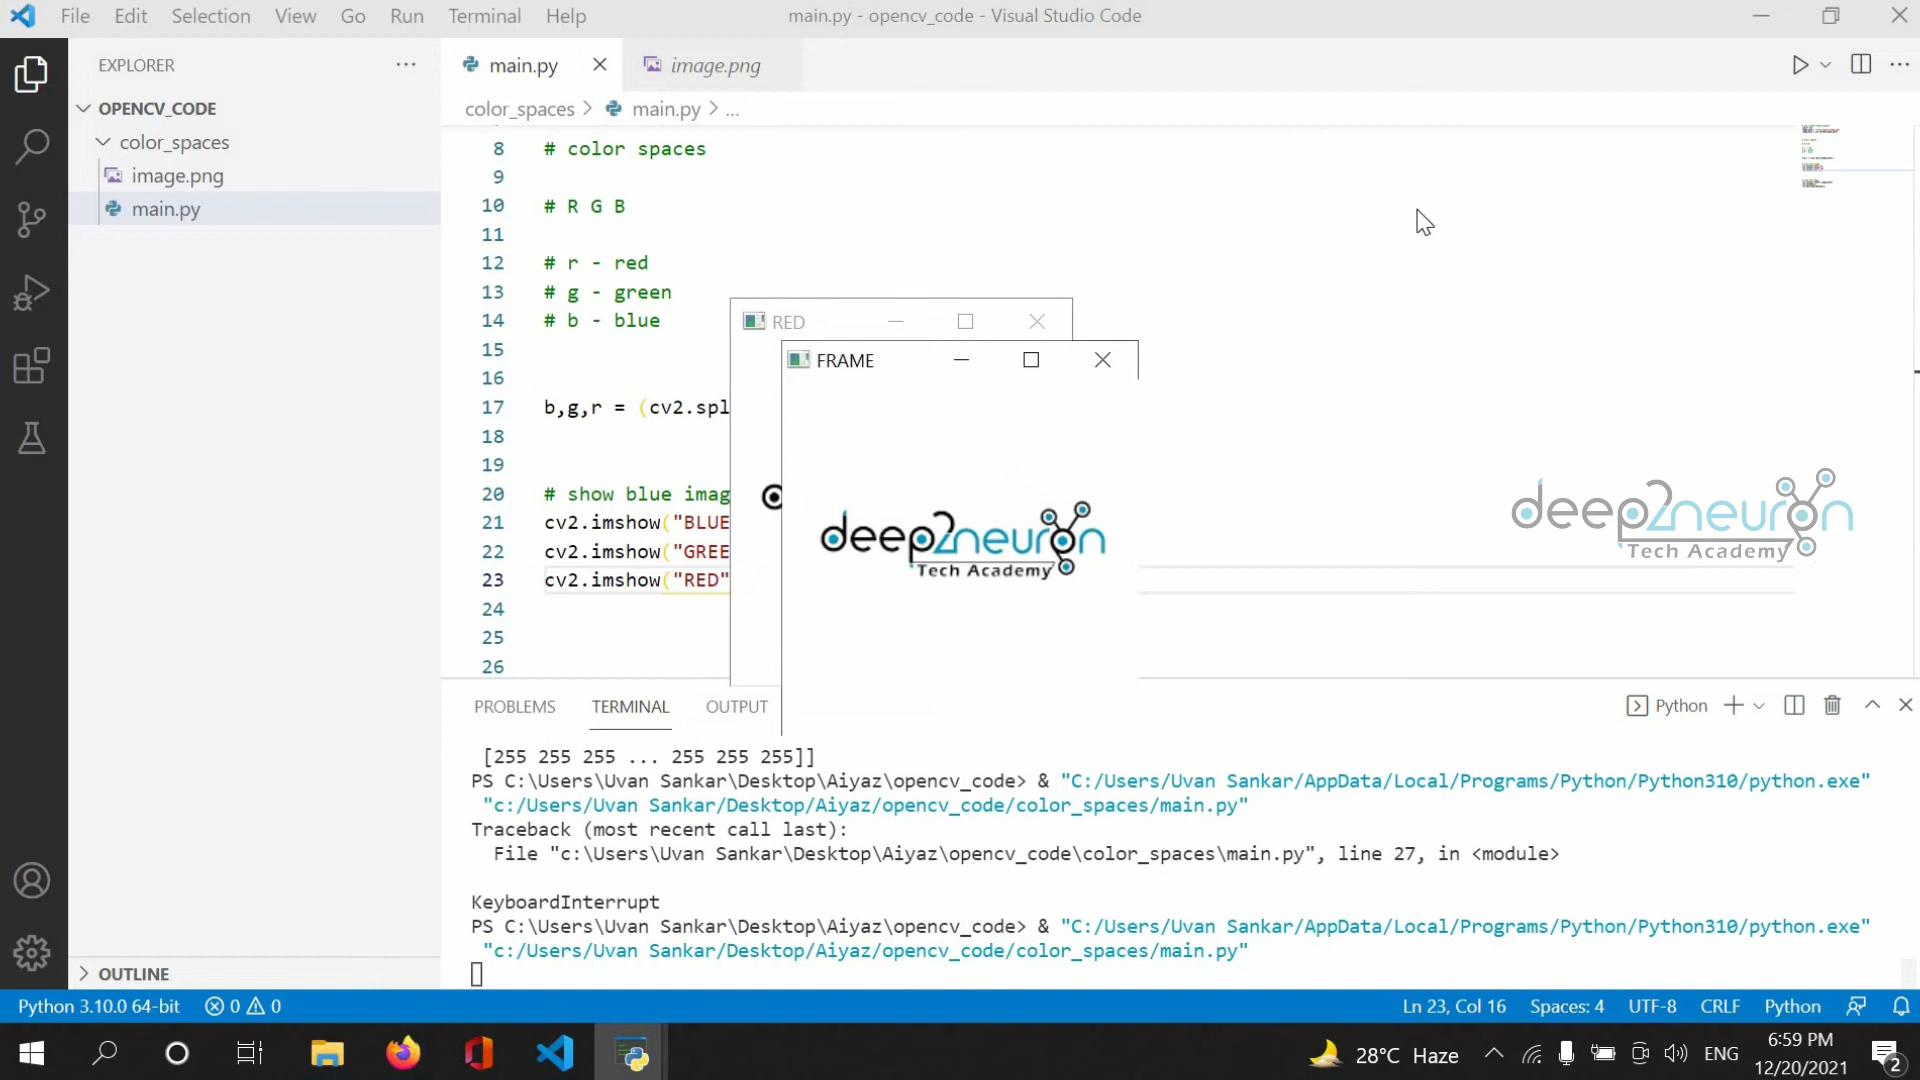 File Edit Selection View Go Run Terminal Help
main.py - opencv_code - Visual Studio Code
EXPLORER
main.py
image.png
OPENCV_CODE
color_spaces
image.png
main.py
color_spaces > main.py > ...
8 # color spaces
9
10 # R G B
11
12 # r - red
13 # g - green
14 # b - blue
15
16
17 b,g,r = (cv2.spl
18
19
20 # show blue imag
21 cv2.imshow("BLUE
22 cv2.imshow("GREE
23 cv2.imshow("RED"
24
25
26
RED
FRAME
deep2neuron
Tech Academy
deep2neuron
Tech Academy
PROBLEMS TERMINAL OUTPUT
Python
[255 255 255 ... 255 255 255]]
PS C:\Users\Uvan Sankar\Desktop\Aiyaz\opencv_code> & "C:/Users/Uvan Sankar/AppData/Local/Programs/Python/Python310/python.exe"
"c:/Users/Uvan Sankar/Desktop/Aiyaz/opencv_code/color_spaces/main.py"
Traceback (most recent call last):
File "c:\Users\Uvan Sankar\Desktop\Aiyaz\opencv_code\color_spaces\main.py", line 27, in <module>
KeyboardInterrupt
PS C:\Users\Uvan Sankar\Desktop\Aiyaz\opencv_code> & "C:/Users/Uvan Sankar/AppData/Local/Programs/Python/Python310/python.exe"
"c:/Users/Uvan Sankar/Desktop/Aiyaz/opencv_code/color_spaces/main.py"
OUTLINE
Python 3.10.0 64-bit 0 0
Ln 23, Col 16 Spaces: 4 UTF-8 CRLF Python
28°C Haze
ENG
6:59 PM
12/20/2021
2